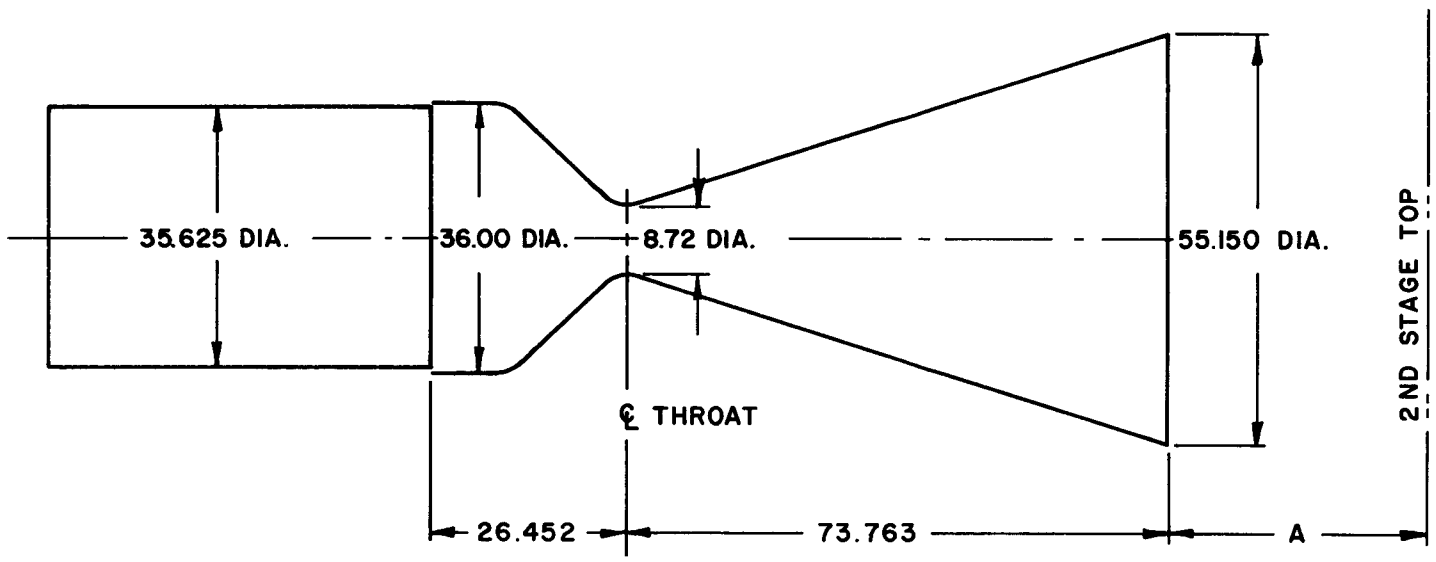 35.625 DIA.
36.00 DIA.
8.72 DIA.
55.150 DIA.
2ND STAGE TOP
℄ THROAT
26.452
73.763
A